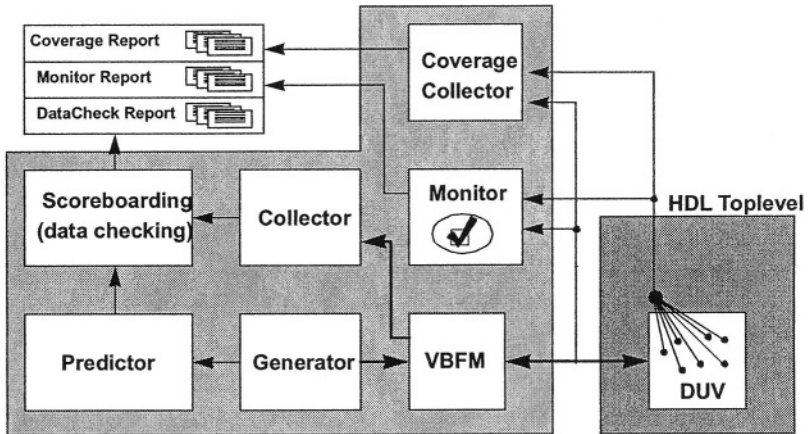 Coverage Report
Monitor Report
DataCheck Report
Coverage
Collector
Scoreboarding
(data checking)
Collector
Monitor
HDL Toplevel
Predictor
Generator
VBFM
DUV